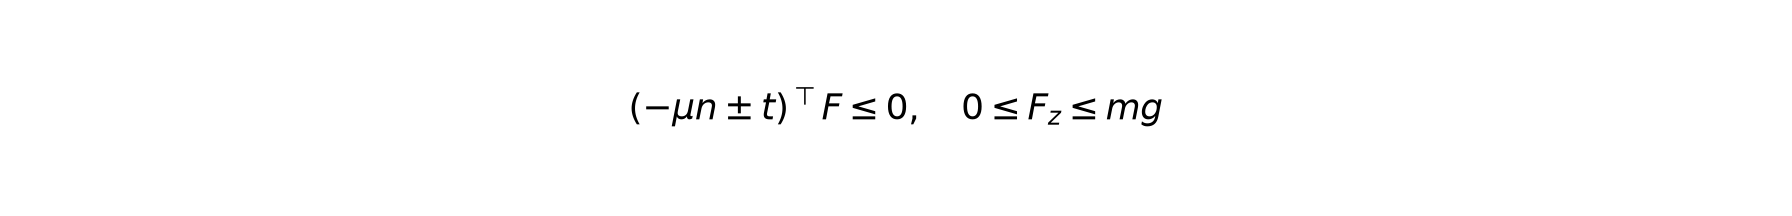 (−μn ± t)^⊤ F ≤ 0,   0 ≤ F_z ≤ mg